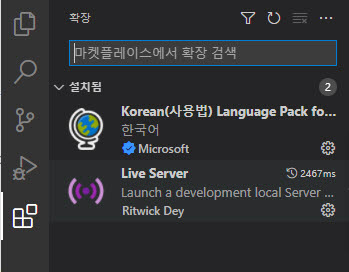 확장
마켓플레이스에서 확장 검색
설치됨 2
Korean(사용법) Language Pack fo...
한국어
Microsoft
Live Server 2467ms
Launch a development local Server ...
Ritwick Dey